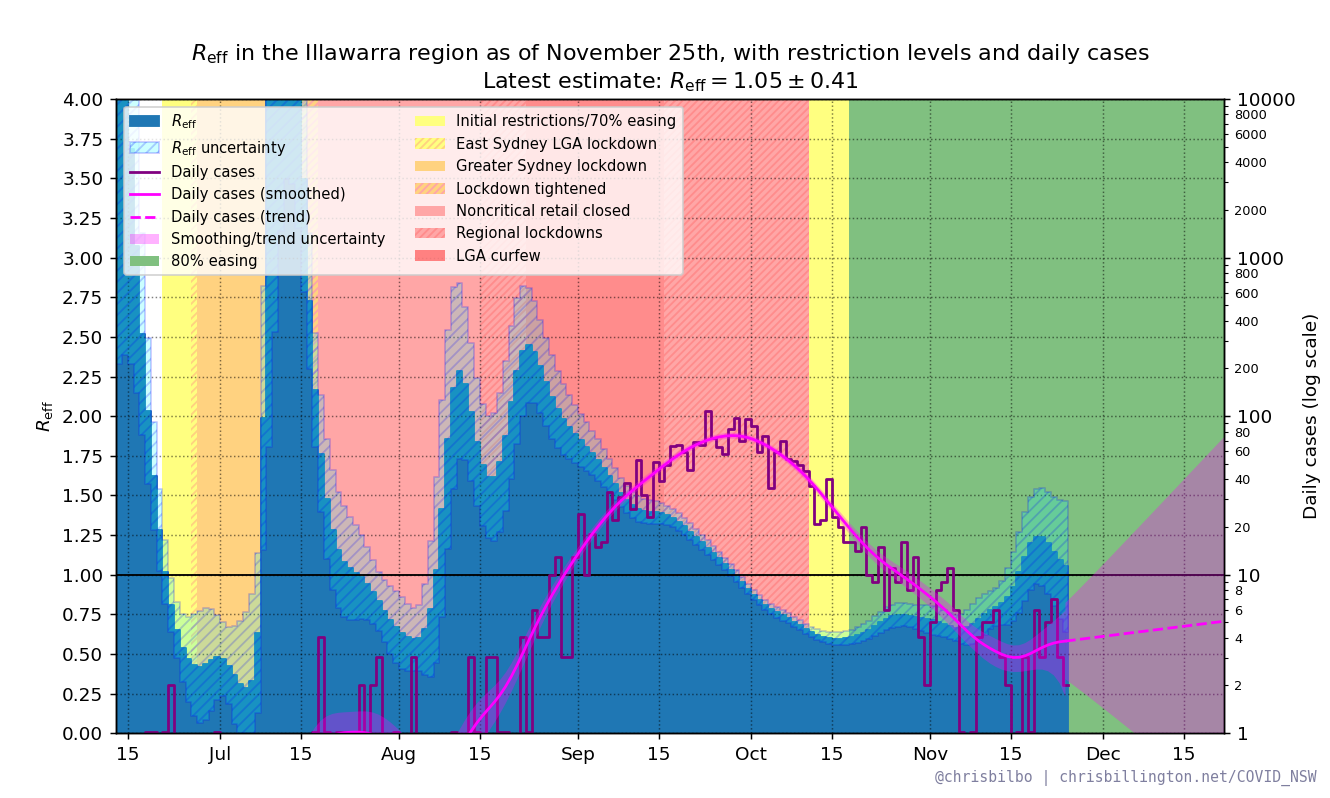 R_eff in the Illawarra region as of November 25th, with restriction levels and daily cases
Latest estimate: R_eff = 1.05 ± 0.41
R_eff
R_eff uncertainty
Daily cases
Daily cases (smoothed)
Daily cases (trend)
Smoothing/trend uncertainty
80% easing
Initial restrictions/70% easing
East Sydney LGA lockdown
Greater Sydney lockdown
Lockdown tightened
Noncritical retail closed
Regional lockdowns
LGA curfew
4.00
3.75
3.50
3.25
3.00
2.75
2.50
2.25
2.00
1.75
1.50
1.25
1.00
0.75
0.50
0.25
0.00
R_eff
10000
8000
6000
4000
2000
1000
800
600
400
200
100
80
60
40
20
10
8
6
4
2
1
Daily cases (log scale)
15 Jul 15 Aug 15 Sep 15 Oct 15 Nov 15 Dec 15
@chrisbilbo | chrisbillington.net/COVID_NSW